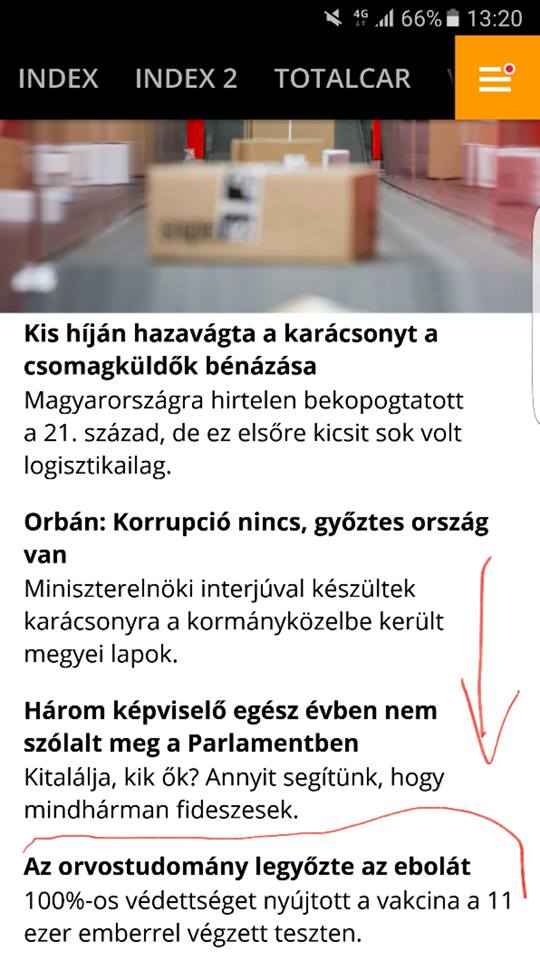 4G 66% 13:20
INDEX INDEX 2 TOTALCAR
Kis híján hazavágta a karácsonyt a
csomagküldők bénázása
Magyarországra hirtelen bekopogtatott
a 21. század, de ez elsőre kicsit sok volt
logisztikailag.
Orbán: Korrupció nincs, győztes ország
van
Miniszterelnöki interjúval készültek
karácsonyra a kormányközelbe került
megyei lapok.
Három képviselő egész évben nem
szólalt meg a Parlamentben
Kitalálja, kik ők? Annyit segítünk, hogy
mindhárman fideszesek.
Az orvostudomány legyőzte az ebolát
100%-os védettséget nyújtott a vakcina a 11
ezer emberrel végzett teszten.